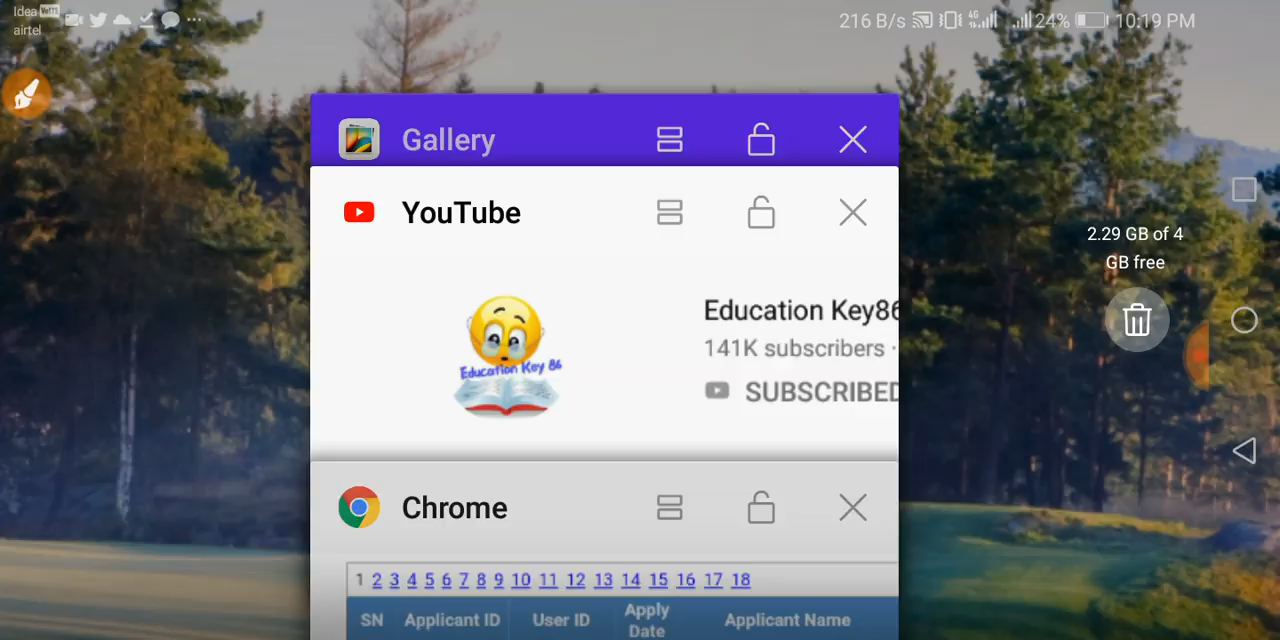 Idea VoLTE
airtel
216 B/s 4G 24% 10:19 PM
Gallery
YouTube
2.29 GB of 4
GB free
Education Key 86
Education Key86
141K subscribers ·
SUBSCRIBED
Chrome
1 2 3 4 5 6 7 8 9 10 11 12 13 14 15 16 17 18
SN Applicant ID User ID Apply Date Applicant Name